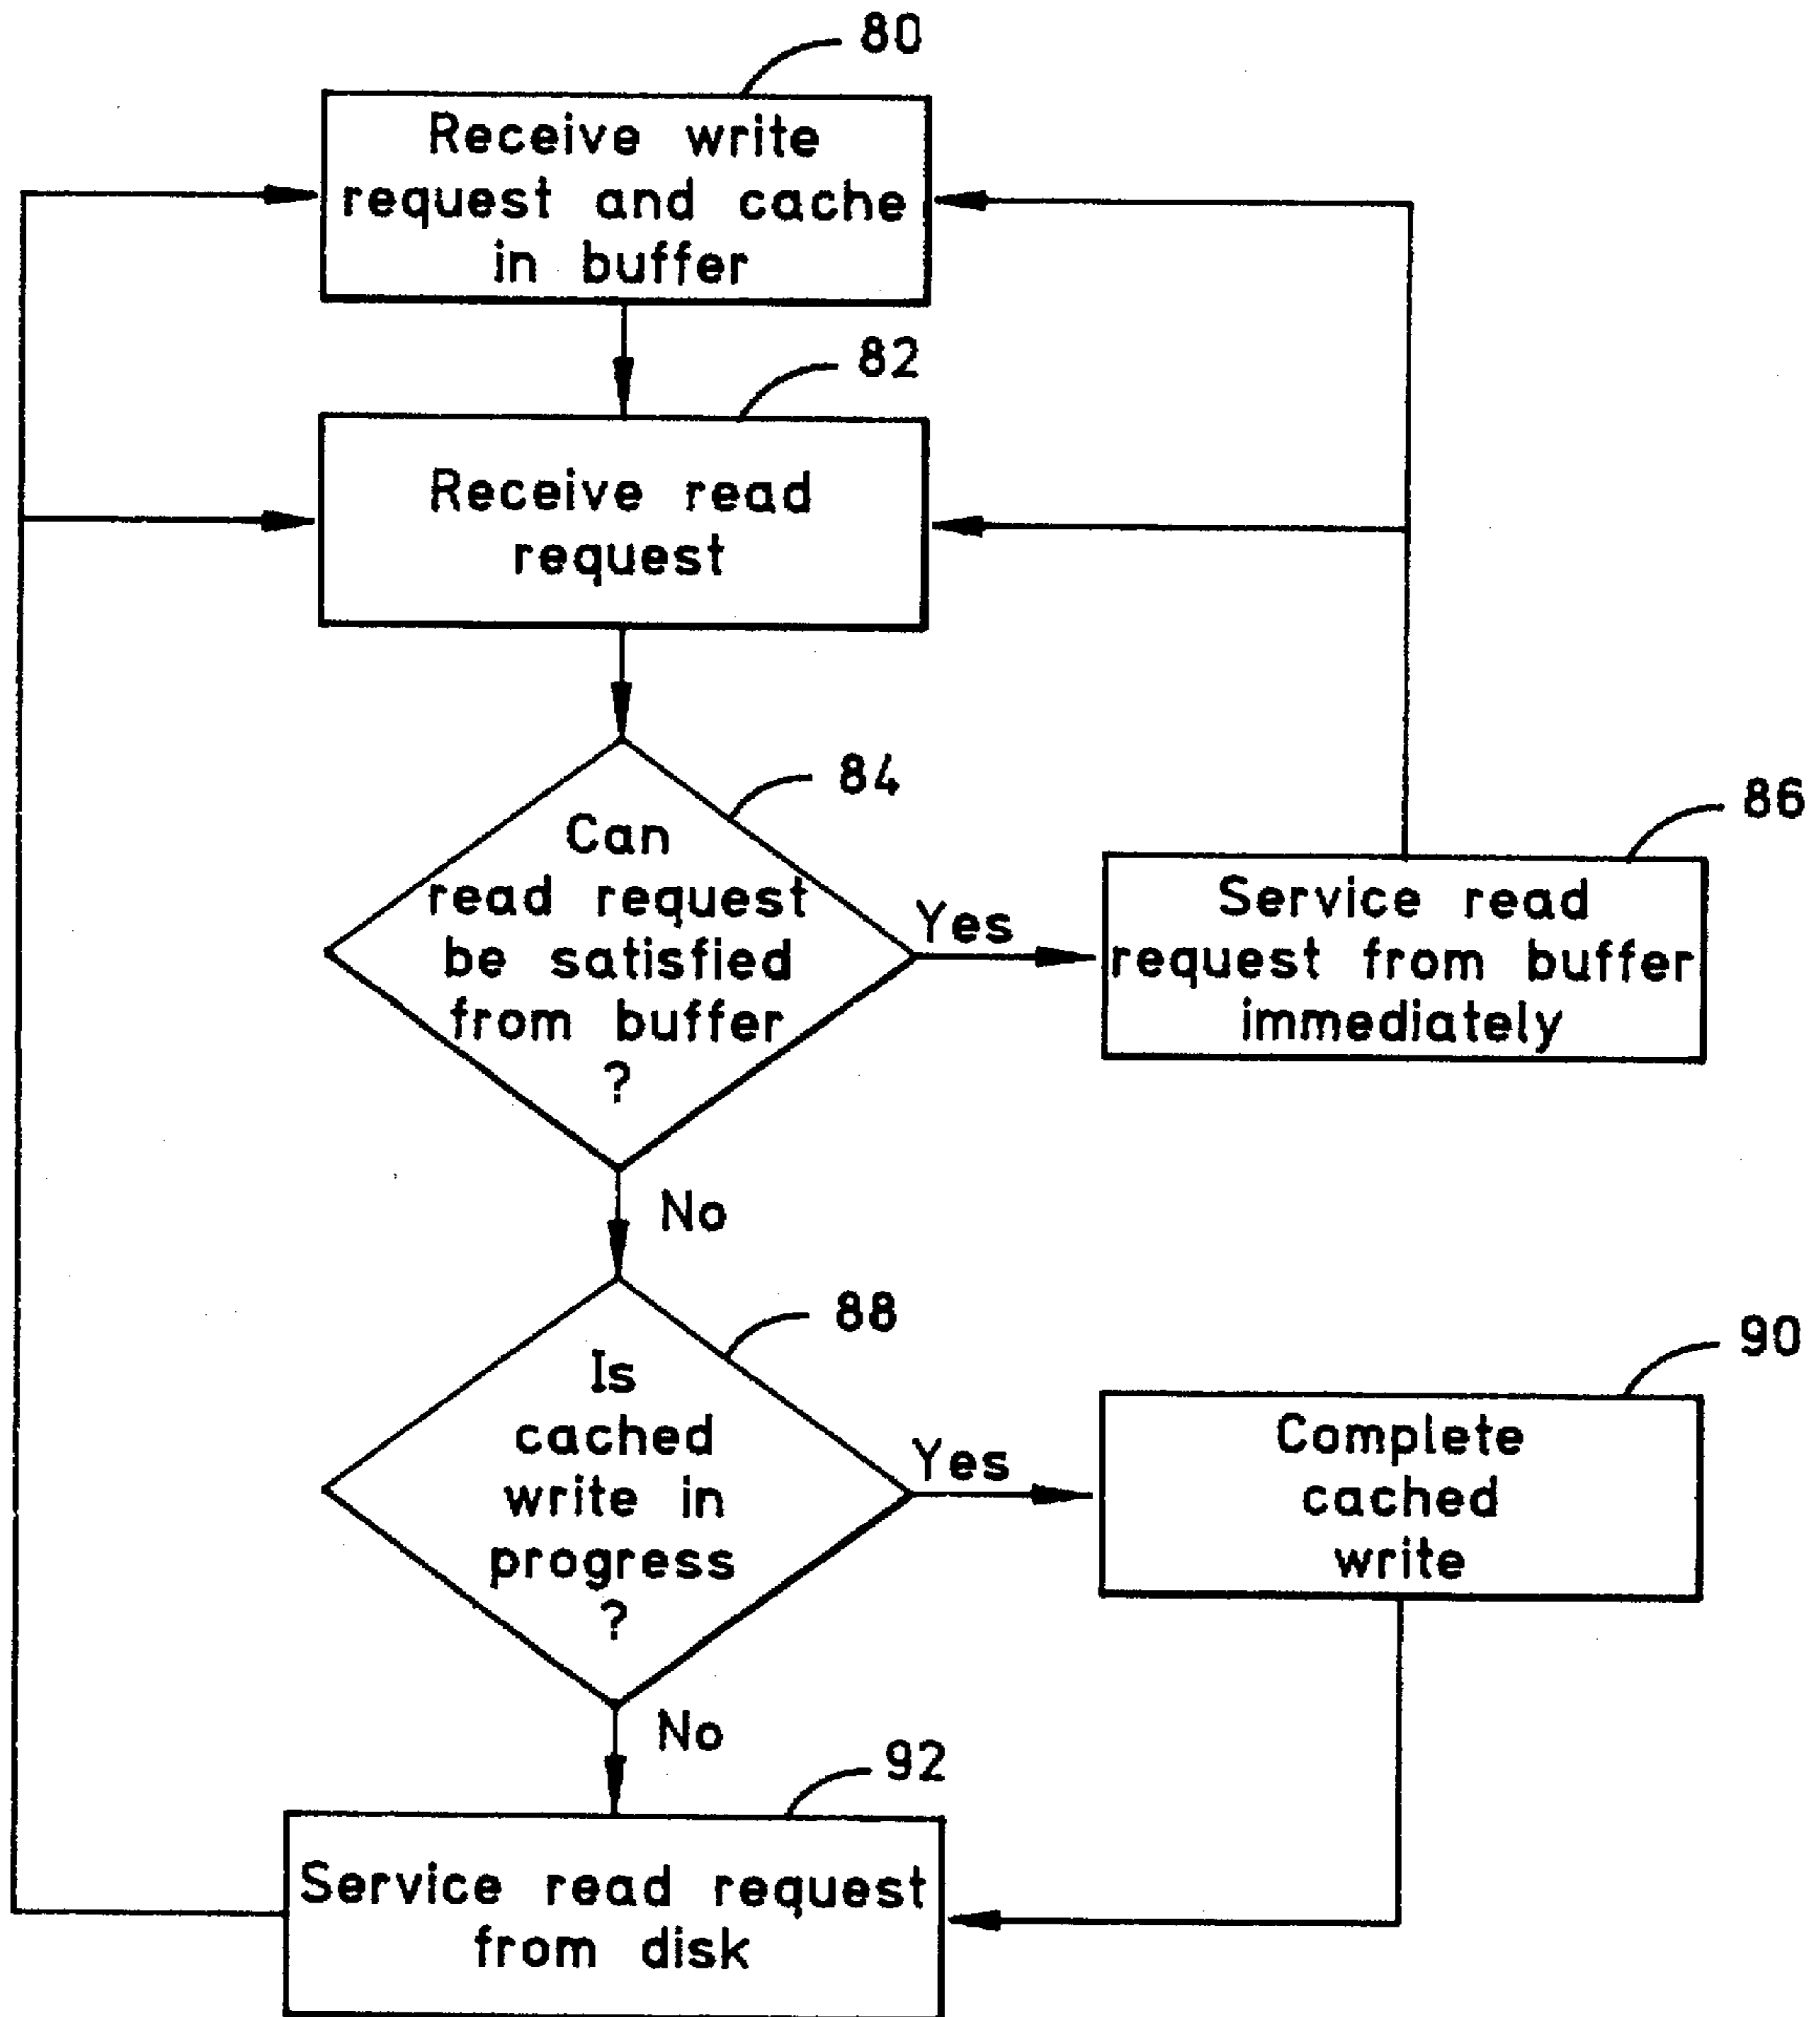 80
Receive write
request and cache
in buffer
82
Receive read
request
84
Can
read request
be satisfied
from buffer
?
Yes
86
Service read
request from buffer
immediately
No
88
Is
cached
write in
progress
?
Yes
90
Complete
cached
write
No
92
Service read request
from disk